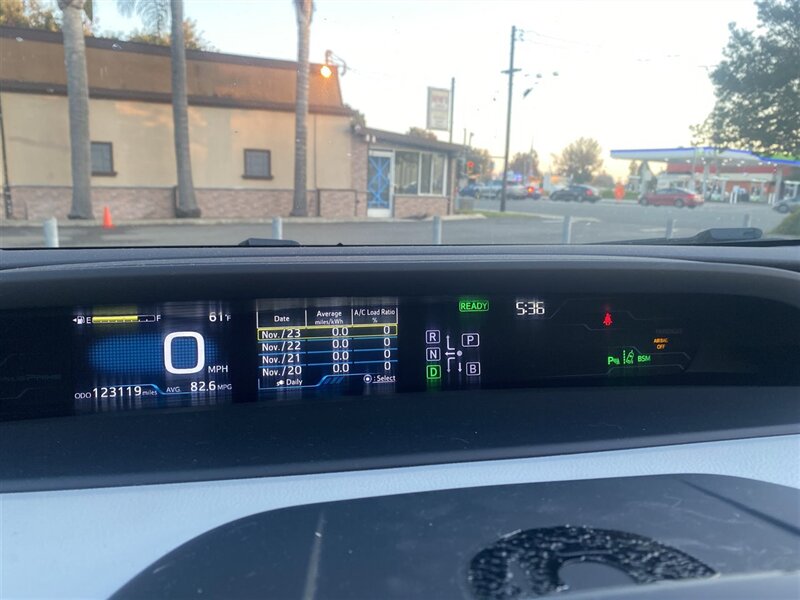 E F 61°F
0 MPH
ODO 123119 miles AVG. 82.6 MPG
Date Average miles/kWh A/C Load Ratio %
Nov./23 0.0 0
Nov./22 0.0 0
Nov./21 0.0 0
Nov./20 0.0 0
Daily : Select
READY
5:36
R P
N
D B
AIRBAG OFF
P BSM